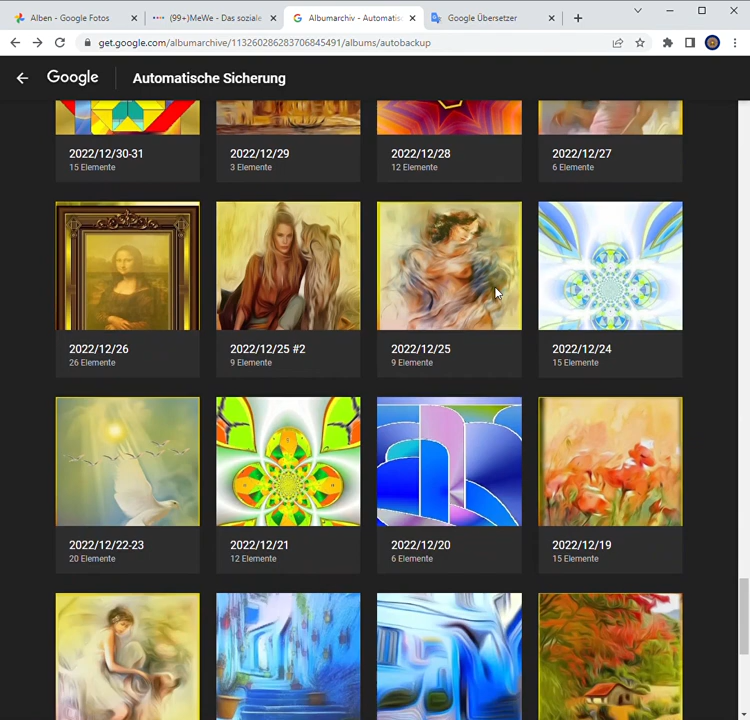 Alben - Google Fotos
(99+)MeWe - Das soziale
Albumarchiv - Automatis
Google Übersetzer
get.google.com/albumarchive/113260286283706845491/albums/autobackup
Google
Automatische Sicherung
2022/12/30-31
15 Elemente
2022/12/29
3 Elemente
2022/12/28
12 Elemente
2022/12/27
6 Elemente
2022/12/26
26 Elemente
2022/12/25 #2
9 Elemente
2022/12/25
9 Elemente
2022/12/24
15 Elemente
2022/12/22-23
20 Elemente
2022/12/21
12 Elemente
2022/12/20
6 Elemente
2022/12/19
15 Elemente